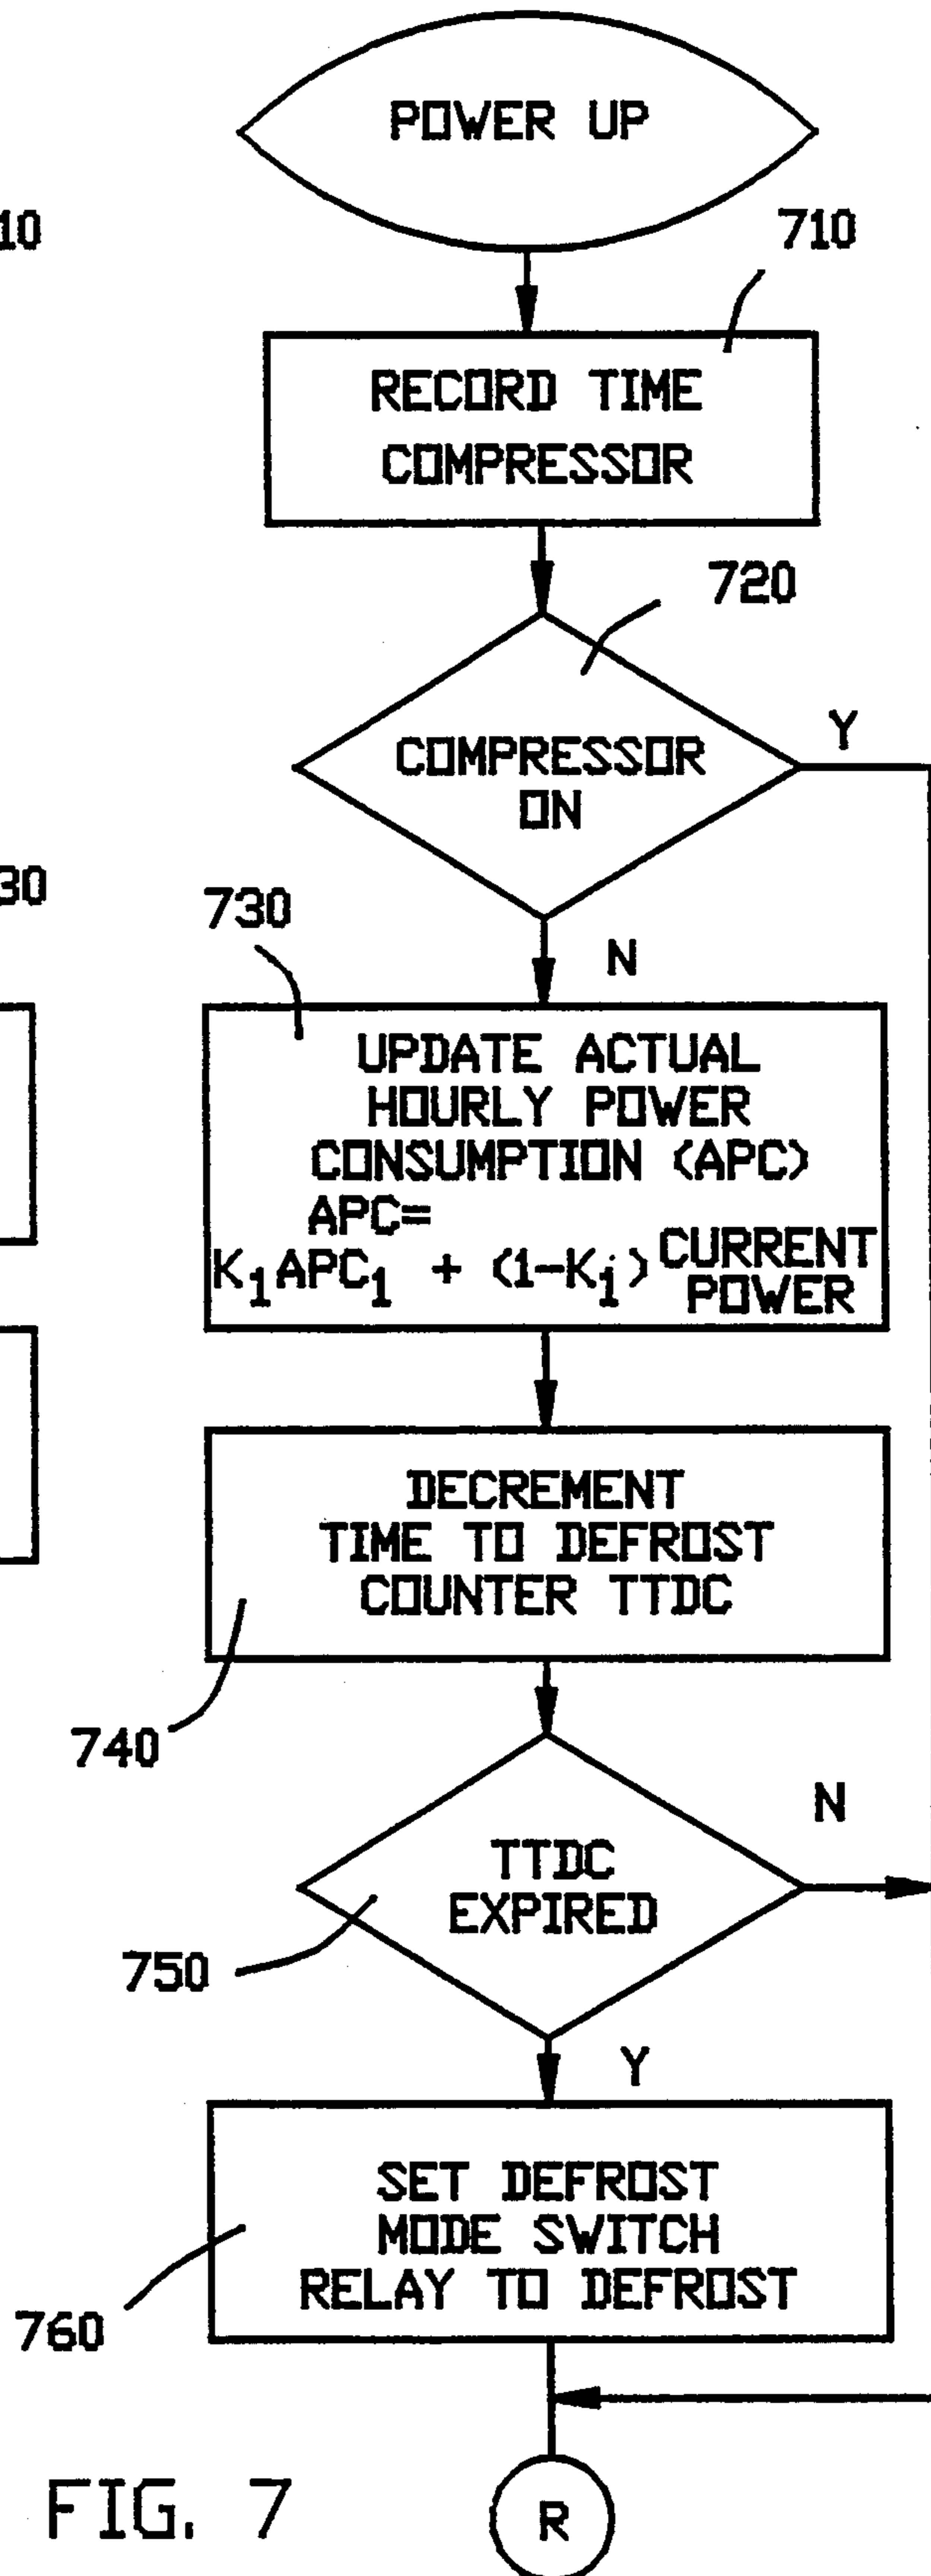 POWER UP
10
710
RECORD TIME
COMPRESSOR
720
COMPRESSOR
ON
Y
30
730
N
UPDATE ACTUAL
HOURLY POWER
CONSUMPTION (APC)
APC=
K₁APC₁ + (1-Kᵢ) CURRENT
POWER
DECREMENT
TIME TO DEFROST
COUNTER TTDC
740
TTDC
EXPIRED
N
750
Y
SET DEFROST
MODE SWITCH
RELAY TO DEFROST
760
FIG. 7
R